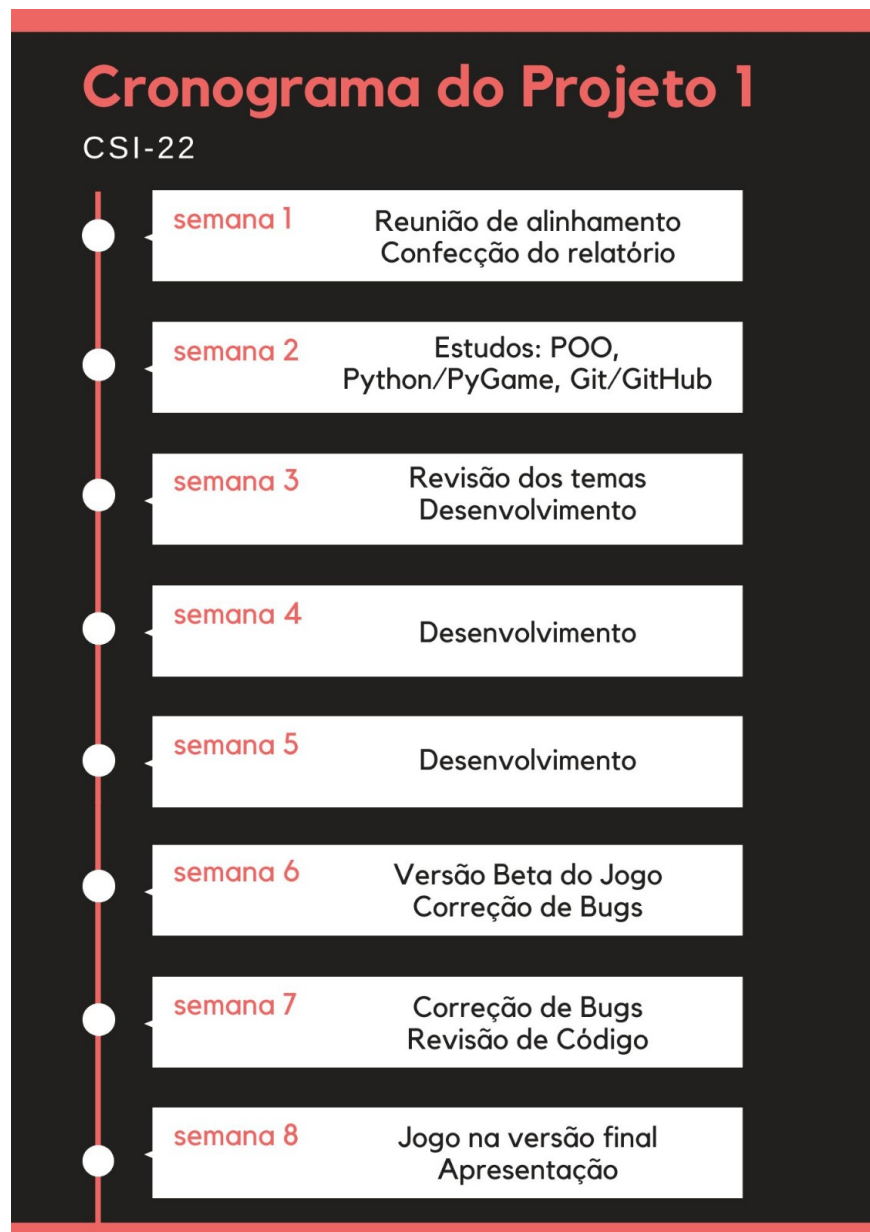 Cronograma do Projeto 1
CSI-22
semana 1
Reunião de alinhamento
Confecção do relatório
semana 2
Estudos: POO,
Python/PyGame, Git/GitHub
semana 3
Revisão dos temas
Desenvolvimento
semana 4
Desenvolvimento
semana 5
Desenvolvimento
semana 6
Versão Beta do Jogo
Correção de Bugs
semana 7
Correção de Bugs
Revisão de Código
semana 8
Jogo na versão final
Apresentação